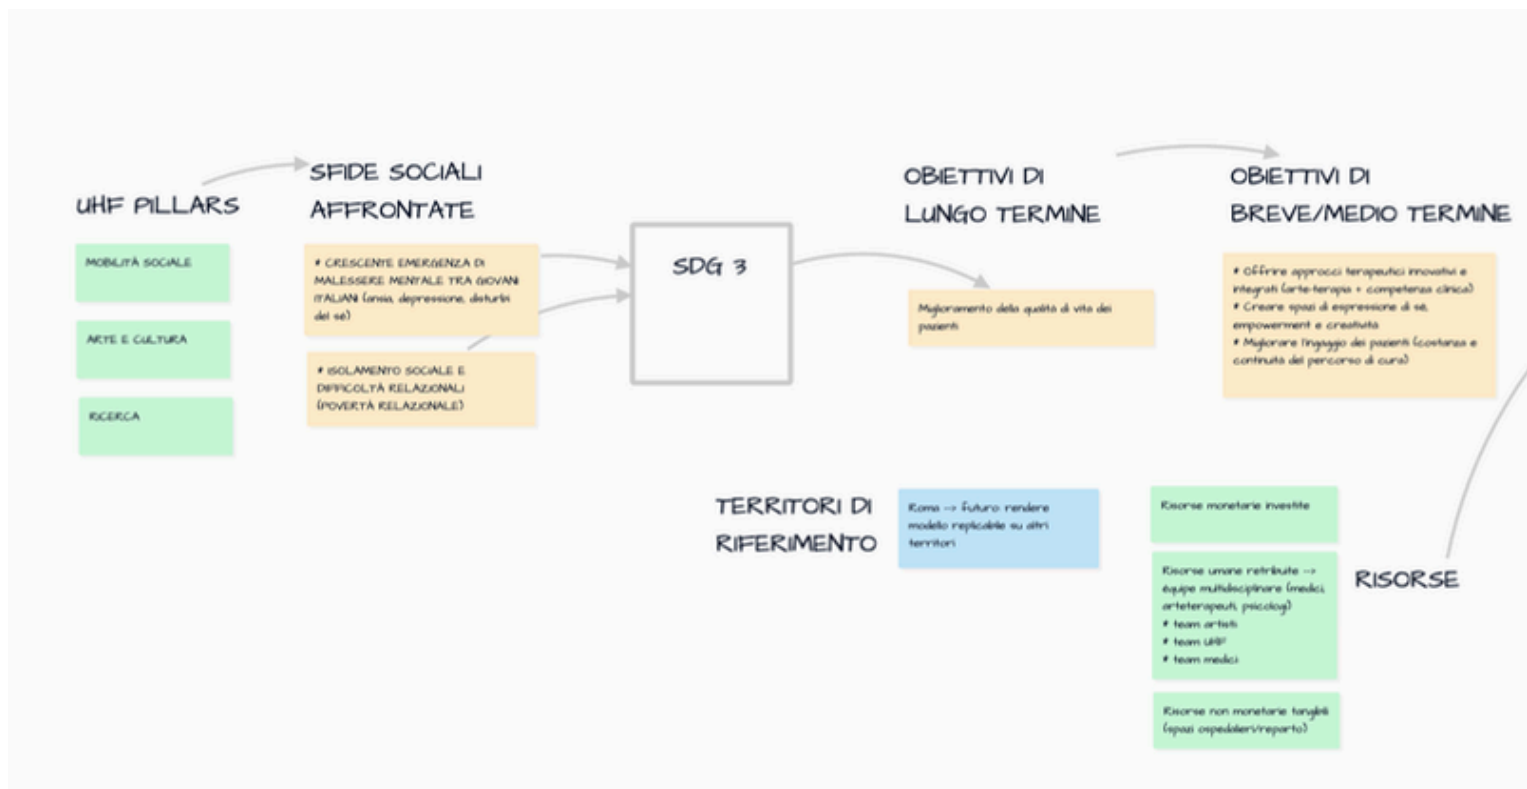 UHF PILLARS
MOBILITÀ SOCIALE
ARTE E CULTURA
RICERCA
SFIDE SOCIALI
AFFRONTATE
* CRESCENTE EMERGENZA DI
MALESSERE MENTALE TRA GIOVANI
ITALIANI (ansia, depressione, disturbi
del sé)
* ISOLAMENTO SOCIALE E
DIFFICOLTÀ RELAZIONALI
(POVERTÀ RELAZIONALE)
SDG 3
OBIETTIVI DI
LUNGO TERMINE
Miglioramento della qualità di vita dei
pazienti
OBIETTIVI DI
BREVE/MEDIO TERMINE
* Offrire approcci terapeutici innovativi e
integrati (arte-terapia + competenza clinica)
* Creare spazi di espressione di sé,
empowerment e creatività
* Migliorare l'ingaggio dei pazienti (costanza e
continuità del percorso di cura)
TERRITORI DI
RIFERIMENTO
Roma --> futuro: rendere
modello replicabile su altri
territori
Risorse monetarie investite
Risorse umane retribuite -->
équipe multidisciplinare (medici,
arteterapeuti, psicologi)
* team artisti
* team UHF
* team medici
Risorse non monetarie tangibili
(spazi ospedalieri/reparto)
RISORSE